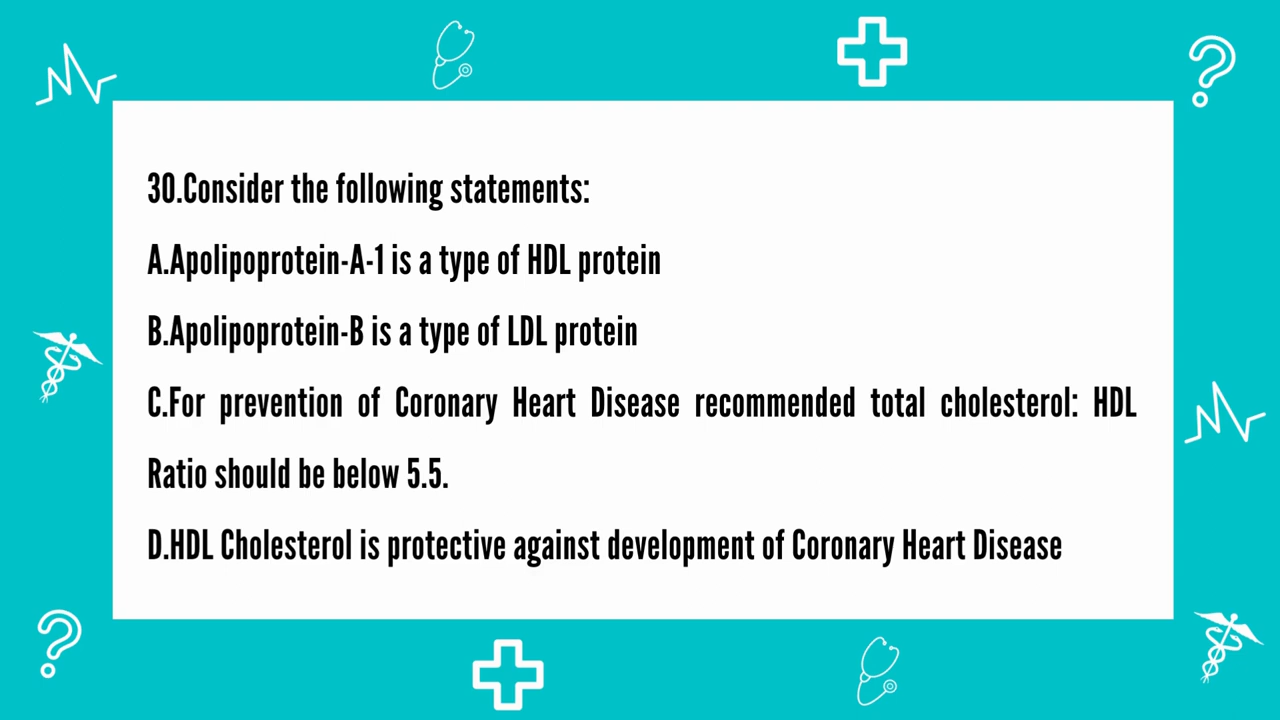 30.Consider the following statements:
A.Apolipoprotein-A-1 is a type of HDL protein
B.Apolipoprotein-B is a type of LDL protein
C.For prevention of Coronary Heart Disease recommended total cholesterol: HDL
Ratio should be below 5.5.
D.HDL Cholesterol is protective against development of Coronary Heart Disease